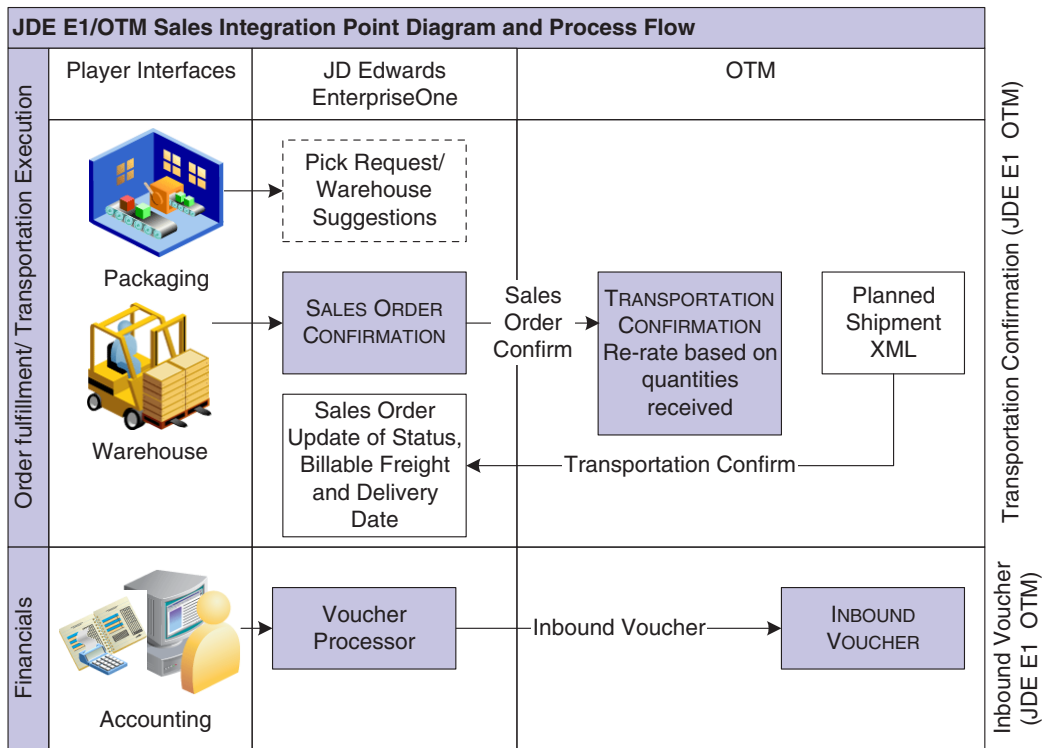 JDE E1/OTM Sales Integration Point Diagram and Process Flow
Player Interfaces
JD Edwards
EnterpriseOne
OTM
Order fulfillment/ Transportation Execution
Packaging
Pick Request/
Warehouse
Suggestions
Warehouse
SALES ORDER
CONFIRMATION
Sales
Order
Confirm
TRANSPORTATION
CONFIRMATION
Re-rate based on
quantities
received
Planned
Shipment
XML
Sales Order
Update of Status,
Billable Freight
and Delivery
Date
Transportation Confirm
Transportation Confirmation (JDE E1 OTM)
Financials
Accounting
Voucher
Processor
Inbound Voucher
INBOUND
VOUCHER
Inbound Voucher
(JDE E1 OTM)